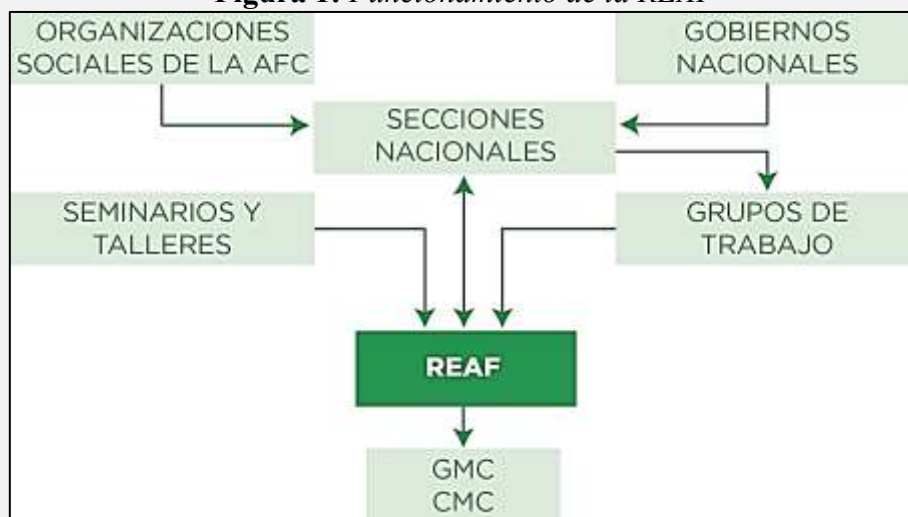 Figura 1. Funcionamiento de la REAF
ORGANIZACIONES
SOCIALES DE LA AFC
GOBIERNOS
NACIONALES
SECCIONES
NACIONALES
SEMINARIOS Y
TALLERES
GRUPOS DE
TRABAJO
REAF
GMC
CMC